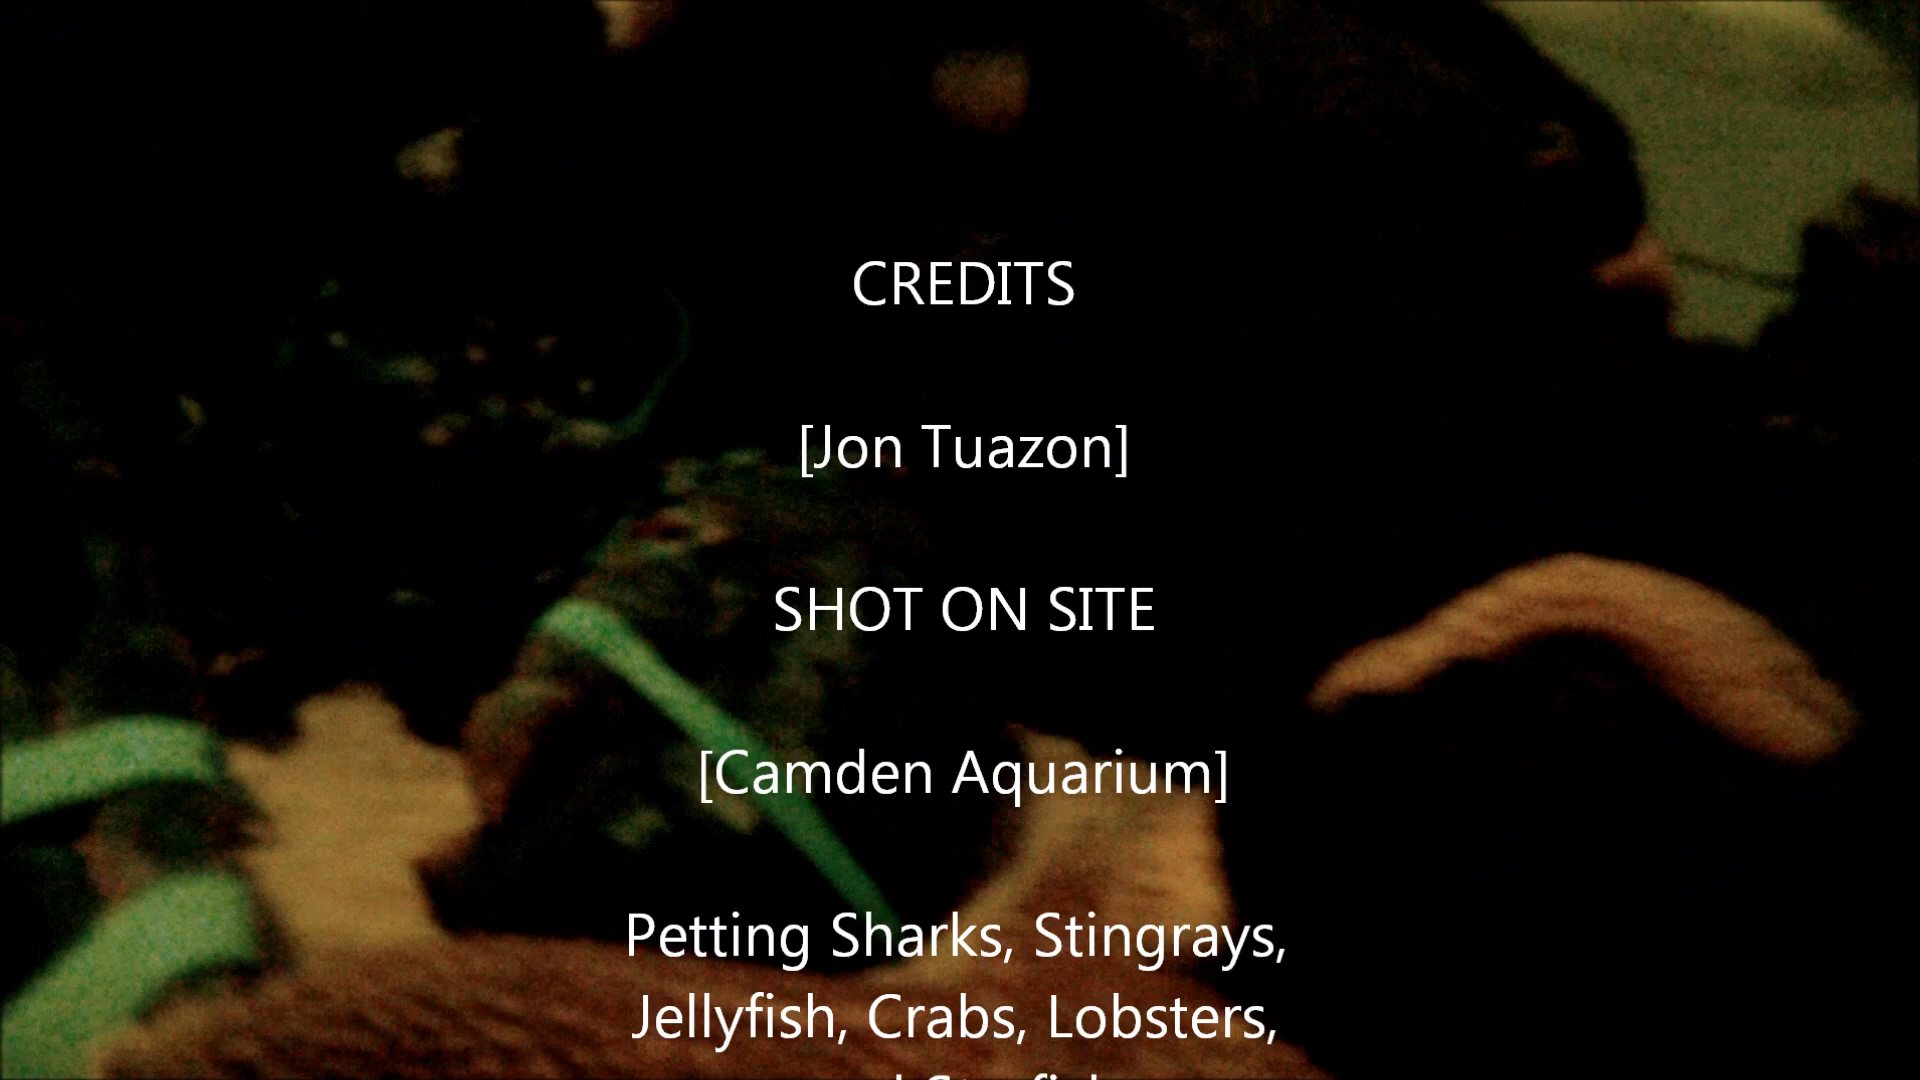 CREDITS
[Jon Tuazon]
SHOT ON SITE
[Camden Aquarium]
Petting Sharks, Stingrays,
Jellyfish, Crabs, Lobsters,